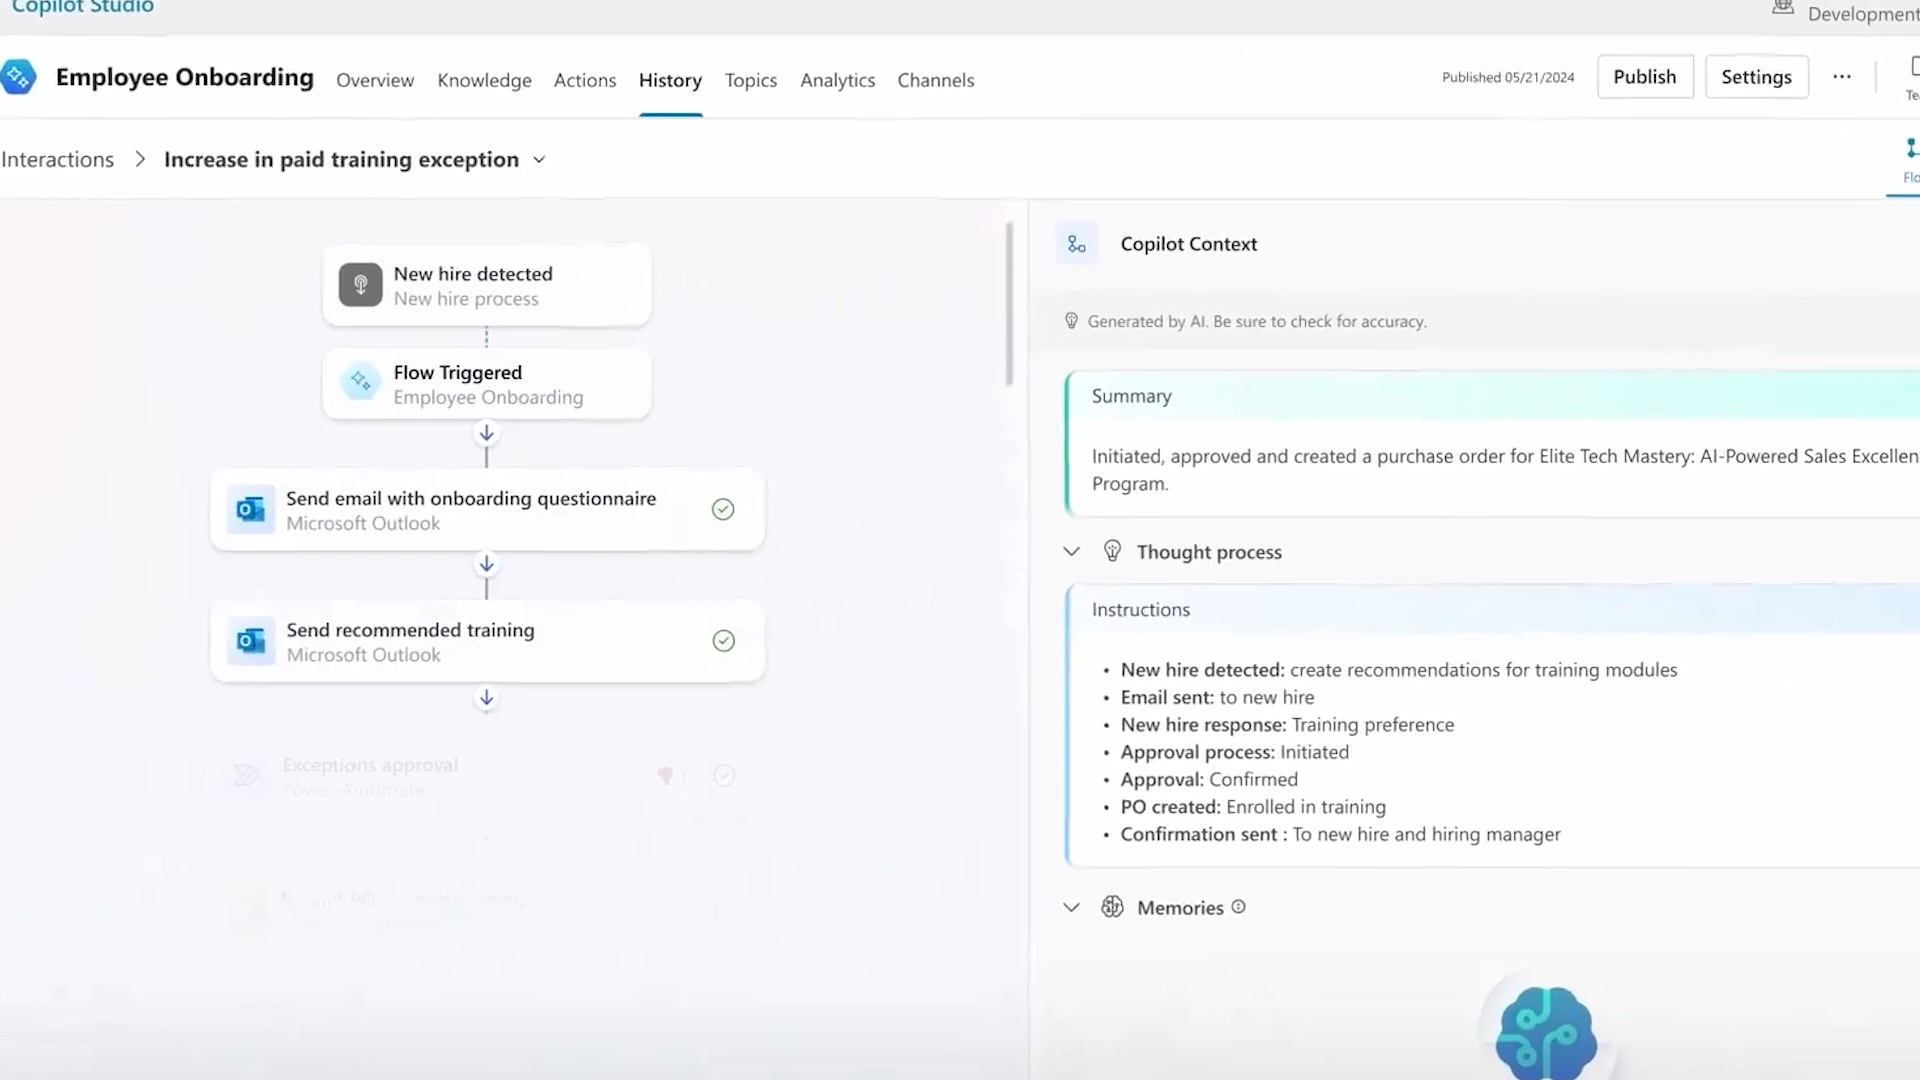 Copilot Studio
Development
Employee Onboarding
Overview
Knowledge
Actions
History
Topics
Analytics
Channels
Published 05/21/2024
Publish
Settings
Te
Interactions
Increase in paid training exception
Flo
New hire detected
New hire process
Flow Triggered
Employee Onboarding
Send email with onboarding questionnaire
Microsoft Outlook
Send recommended training
Microsoft Outlook
Exceptions approval
Power Automate
Copilot Context
Generated by AI. Be sure to check for accuracy.
Summary
Initiated, approved and created a purchase order for Elite Tech Mastery: AI-Powered Sales Excellen
Program.
Thought process
Instructions
• New hire detected: create recommendations for training modules
• Email sent: to new hire
• New hire response: Training preference
• Approval process: Initiated
• Approval: Confirmed
• PO created: Enrolled in training
• Confirmation sent : To new hire and hiring manager
Memories